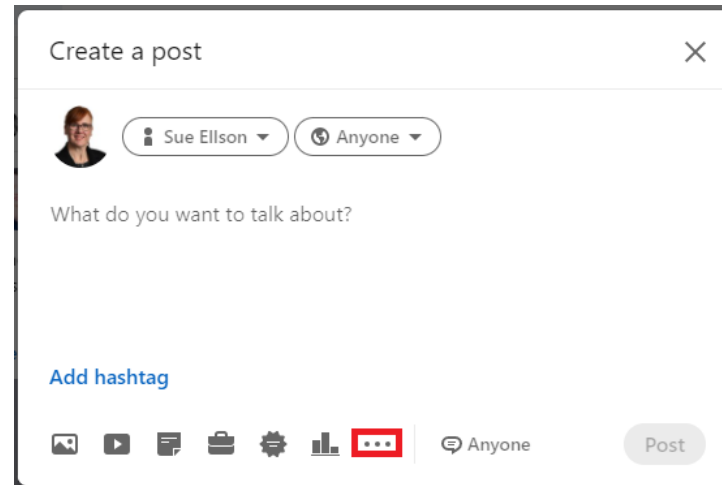 Create a post
Sue Ellson
Anyone
What do you want to talk about?
Add hashtag
Anyone
Post